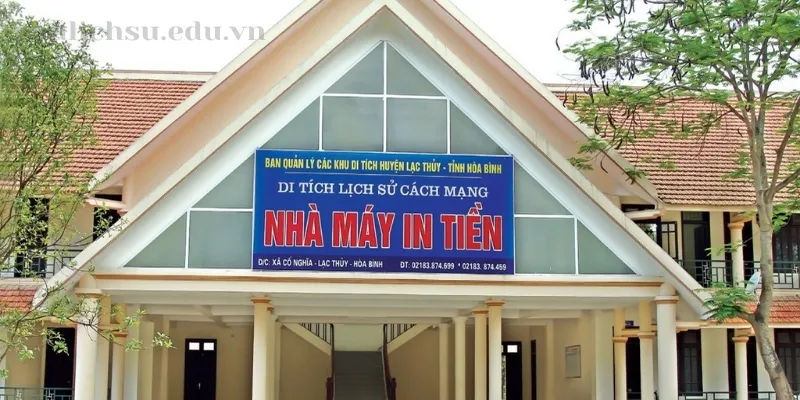 lichsu.edu.vn
BAN QUẢN LÝ CÁC KHU DI TÍCH HUYỆN LẠC THỦY - TỈNH HÒA BÌNH
DI TÍCH LỊCH SỬ CÁCH MẠNG
NHÀ MÁY IN TIỀN
Đ/C: XÃ CỐ NGHĨA - LẠC THỦY - HÒA BÌNH ĐT: 02183.874.699 * 02183. 874.459